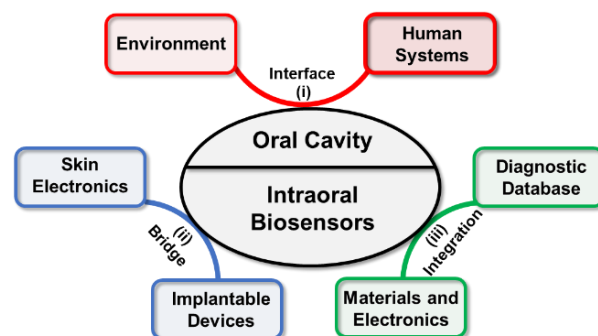 Environment
Human
Systems
Interface
(i)
Oral Cavity
Intraoral
Biosensors
Skin
Electronics
(ii)
Bridge
Implantable
Devices
Diagnostic
Database
(iii)
Integration
Materials and
Electronics